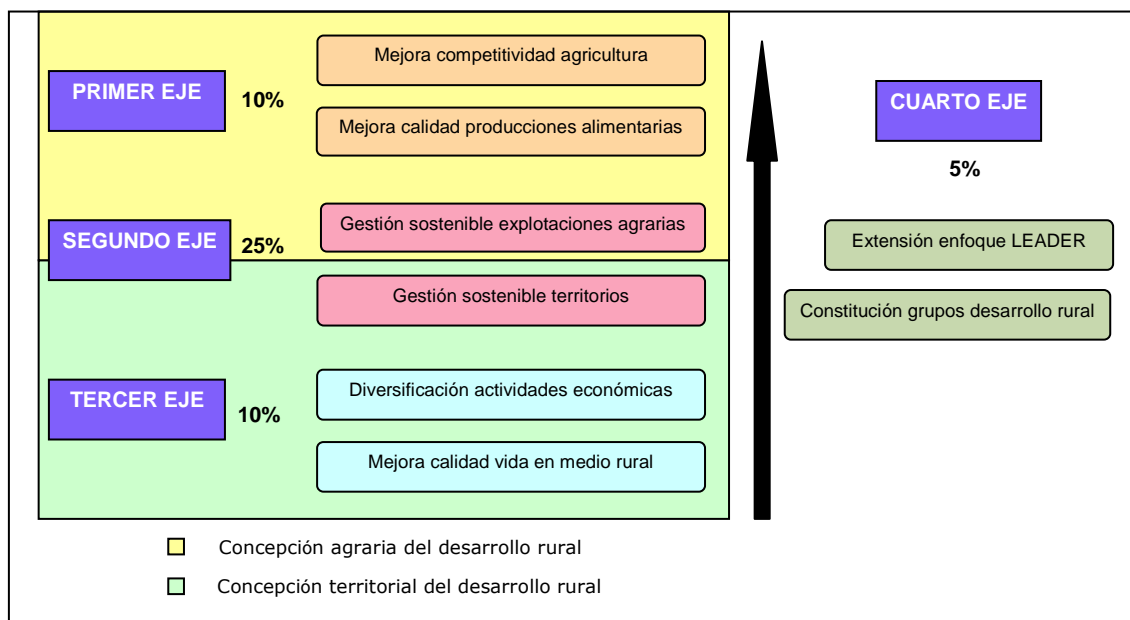 PRIMER EJE
10%
Mejora competitividad agricultura
Mejora calidad producciones alimentarias
SEGUNDO EJE
25%
Gestión sostenible explotaciones agrarias
Gestión sostenible territorios
TERCER EJE
10%
Diversificación actividades económicas
Mejora calidad vida en medio rural
CUARTO EJE
5%
Extensión enfoque LEADER
Constitución grupos desarrollo rural
Concepción agraria del desarrollo rural
Concepción territorial del desarrollo rural